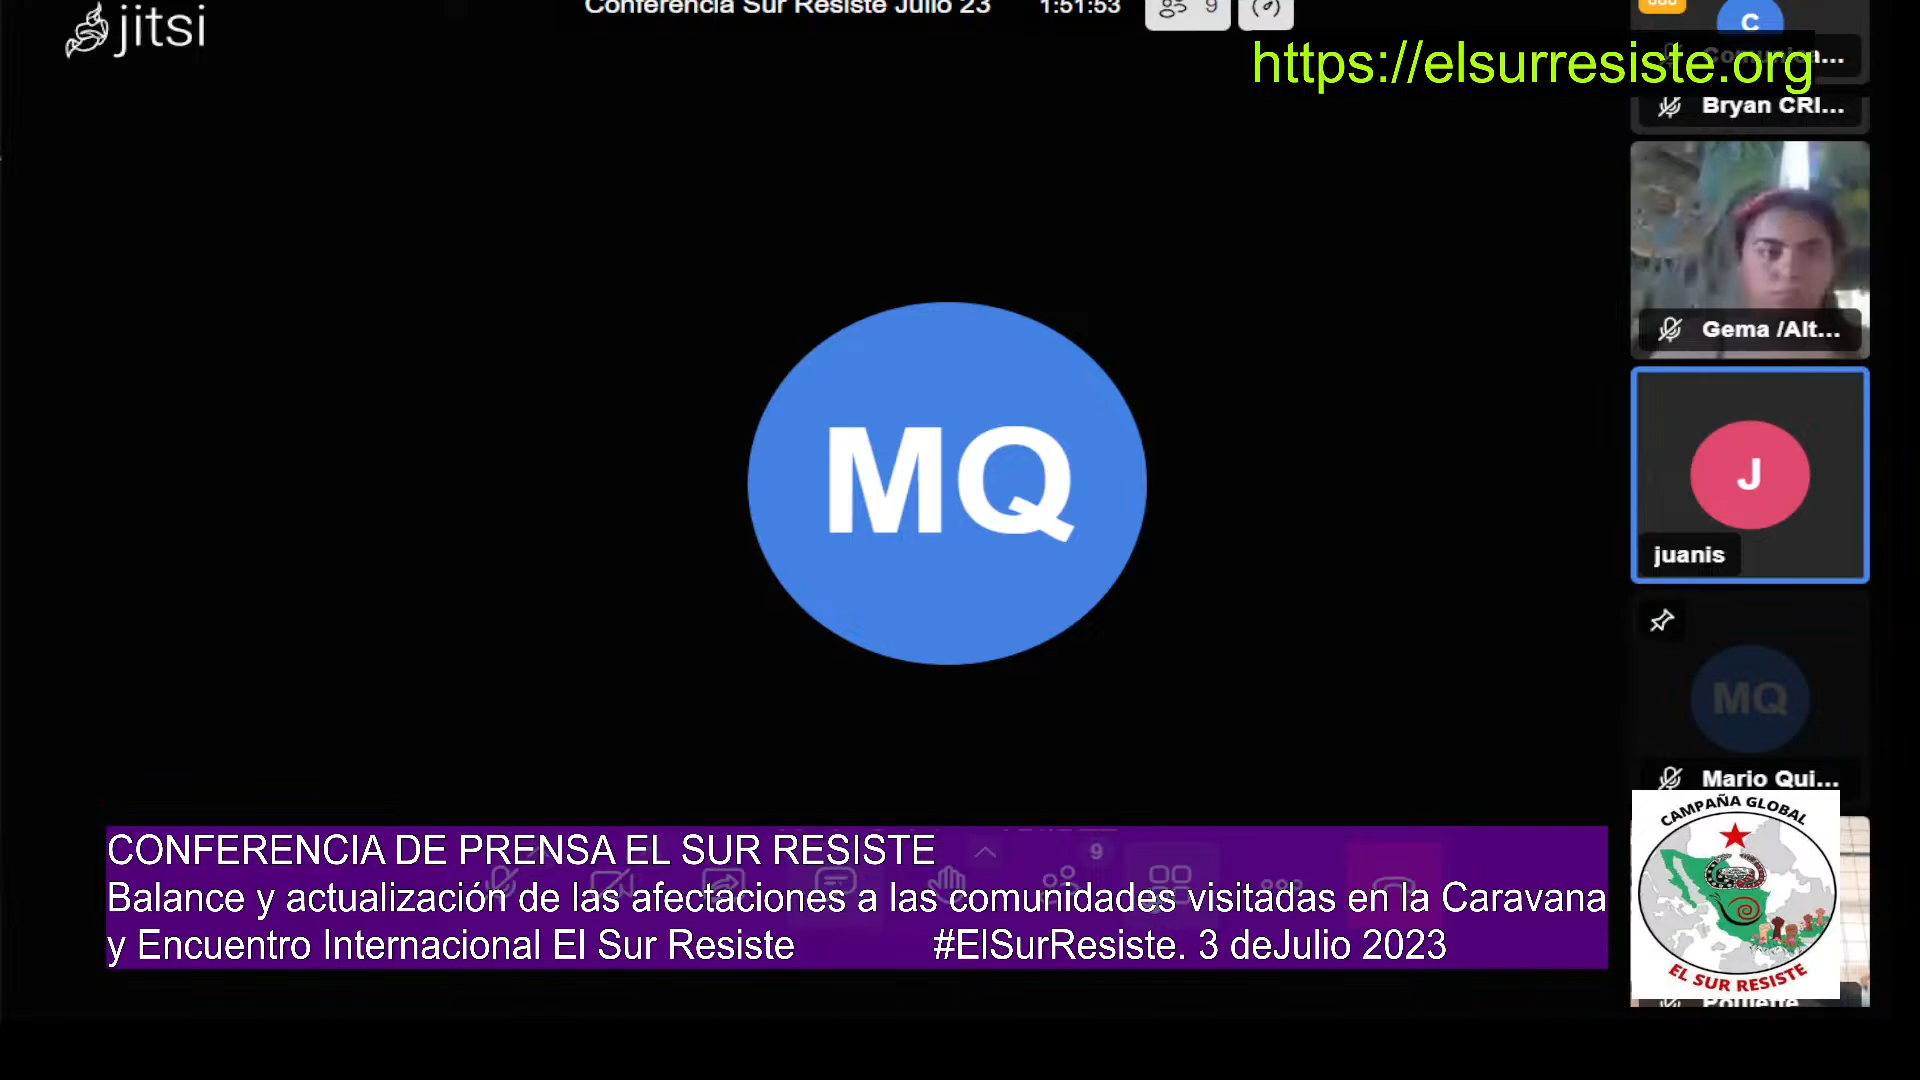 jitsi
Conferencia Sur Resiste Julio 23
1:51:53
9
https://elsurresiste.org
C
Bryan CRI...
Gema /Alt...
J
juanis
MQ
MQ
Mario Qui...
CONFERENCIA DE PRENSA EL SUR RESISTE
9
Balance y actualización de las afectaciones a las comunidades visitadas en la Caravana
y Encuentro Internacional El Sur Resiste #ElSurResiste. 3 deJulio 2023
CAMPAÑA GLOBAL
EL SUR RESISTE